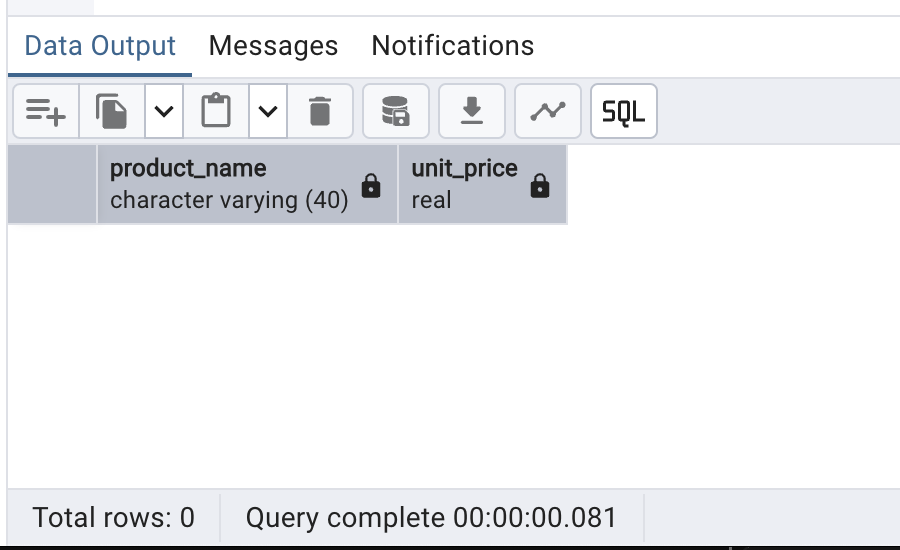 Data Output Messages Notifications
SQL
product_name unit_price
character varying (40) real
Total rows: 0 Query complete 00:00:00.081